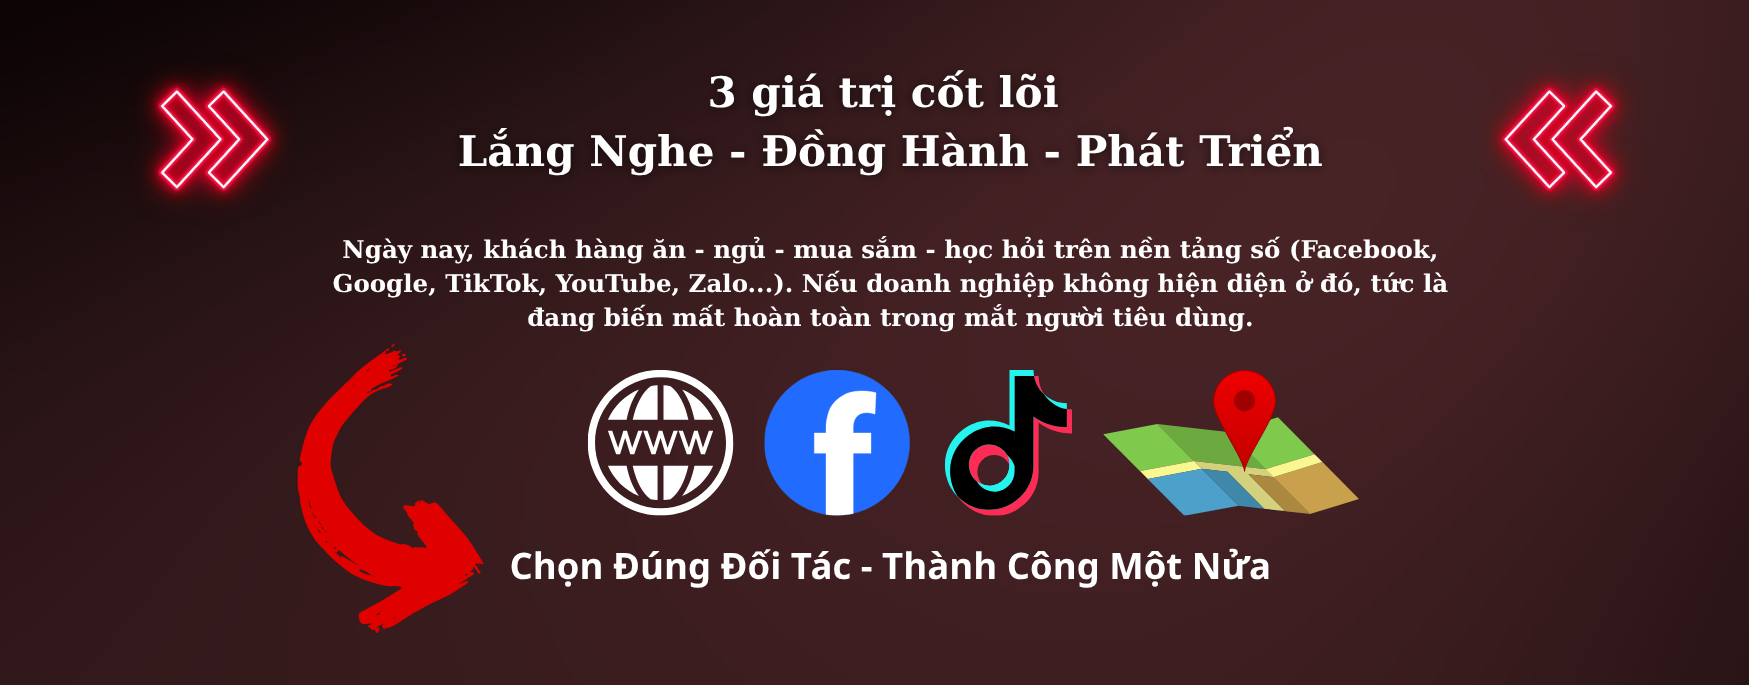 3 giá trị cốt lõi
Lắng Nghe - Đồng Hành - Phát Triển
Ngày nay, khách hàng ăn - ngủ - mua sắm - học hỏi trên nền tảng số (Facebook,
Google, TikTok, YouTube, Zalo...). Nếu doanh nghiệp không hiện diện ở đó, tức là
đang biến mất hoàn toàn trong mắt người tiêu dùng.
WWW
Chọn Đúng Đối Tác - Thành Công Một Nửa